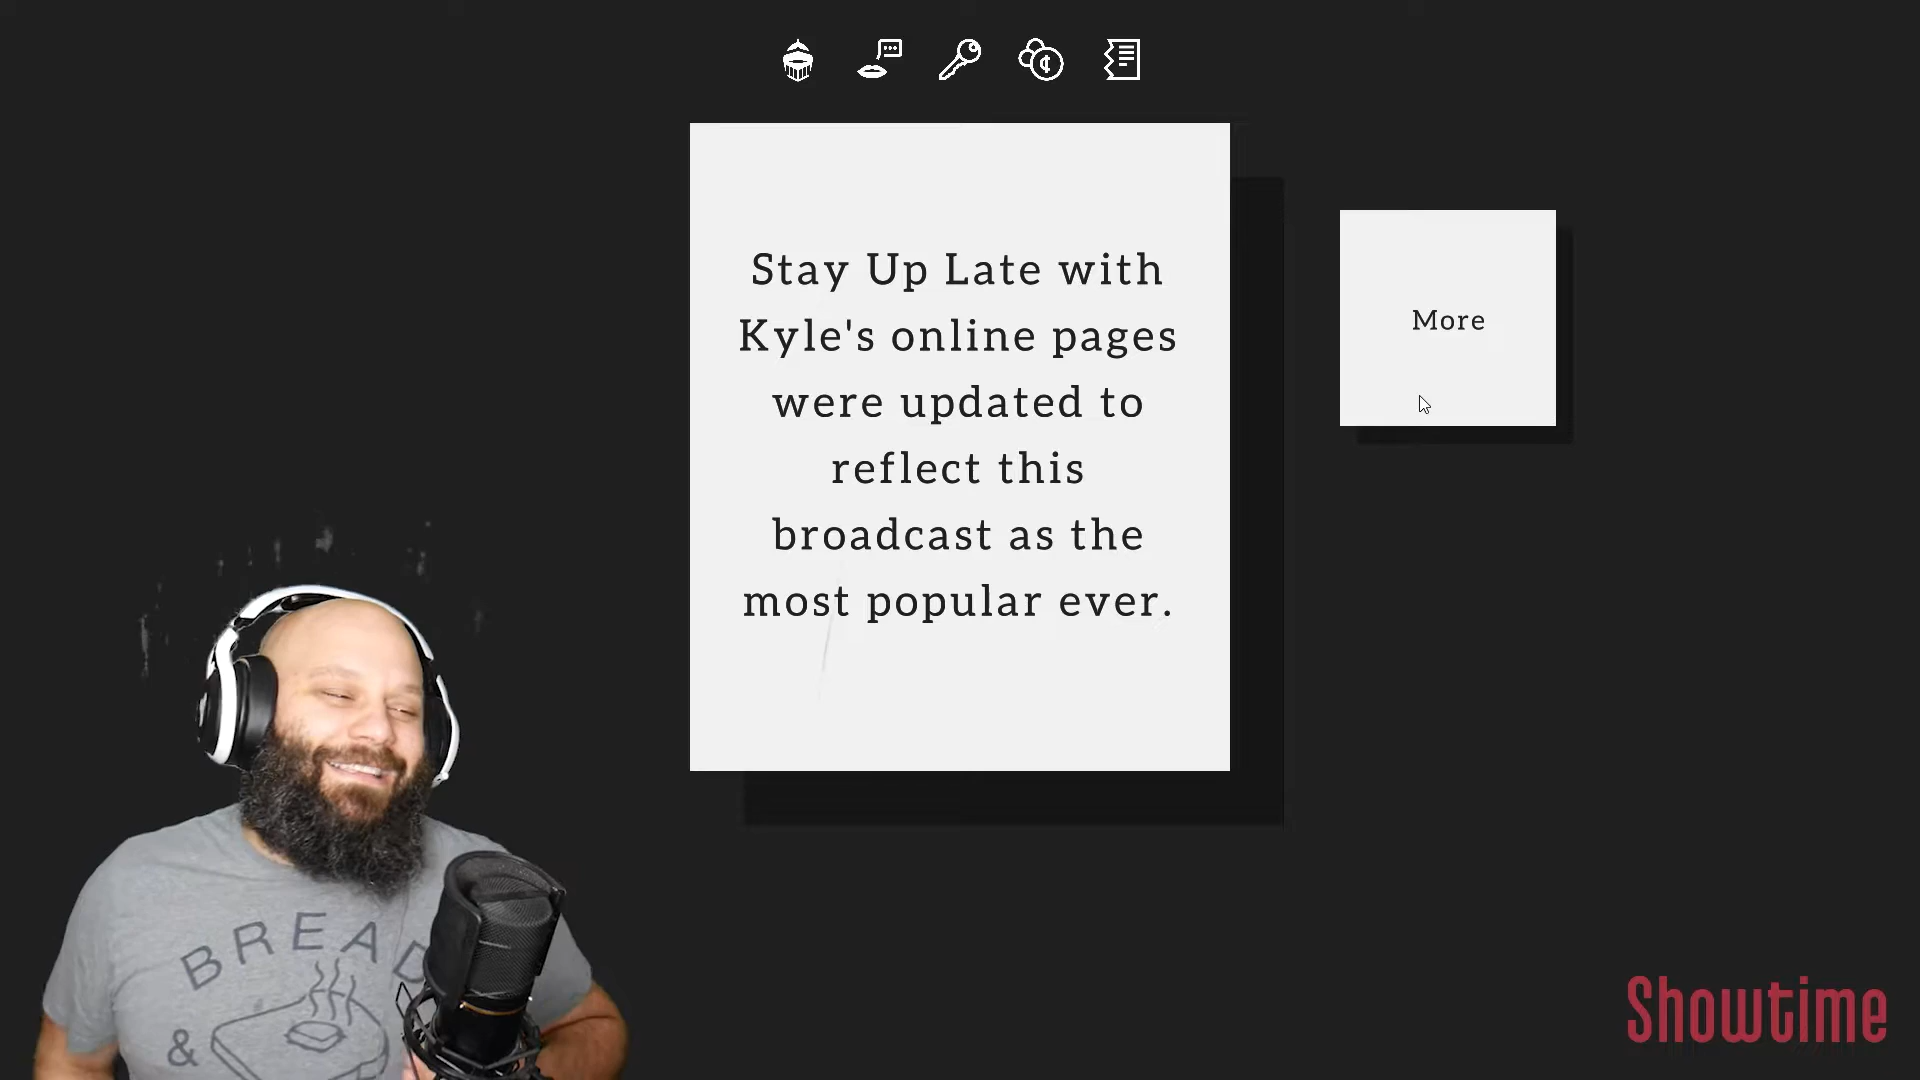 Stay Up Late with
Kyle's online pages
were updated to
reflect this
broadcast as the
most popular ever.
More
BREAD
&
Showtime